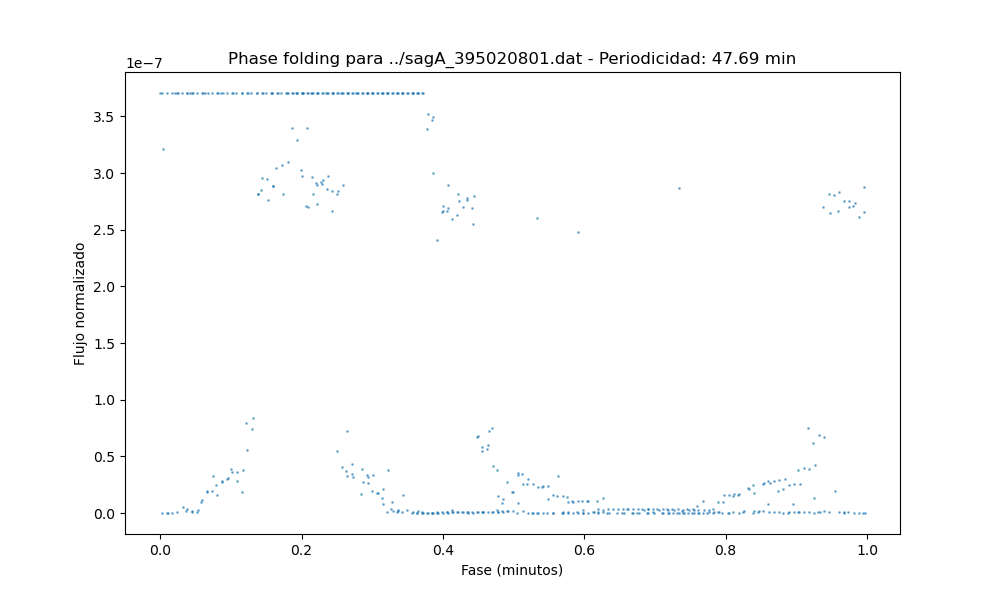 Phase folding para ../sagA_395020801.dat - Periodicidad: 47.69 min
1e−7
Flujo normalizado
3.5
3.0
2.5
2.0
1.5
1.0
0.5
0.0
0.0 0.2 0.4 0.6 0.8 1.0
Fase (minutos)